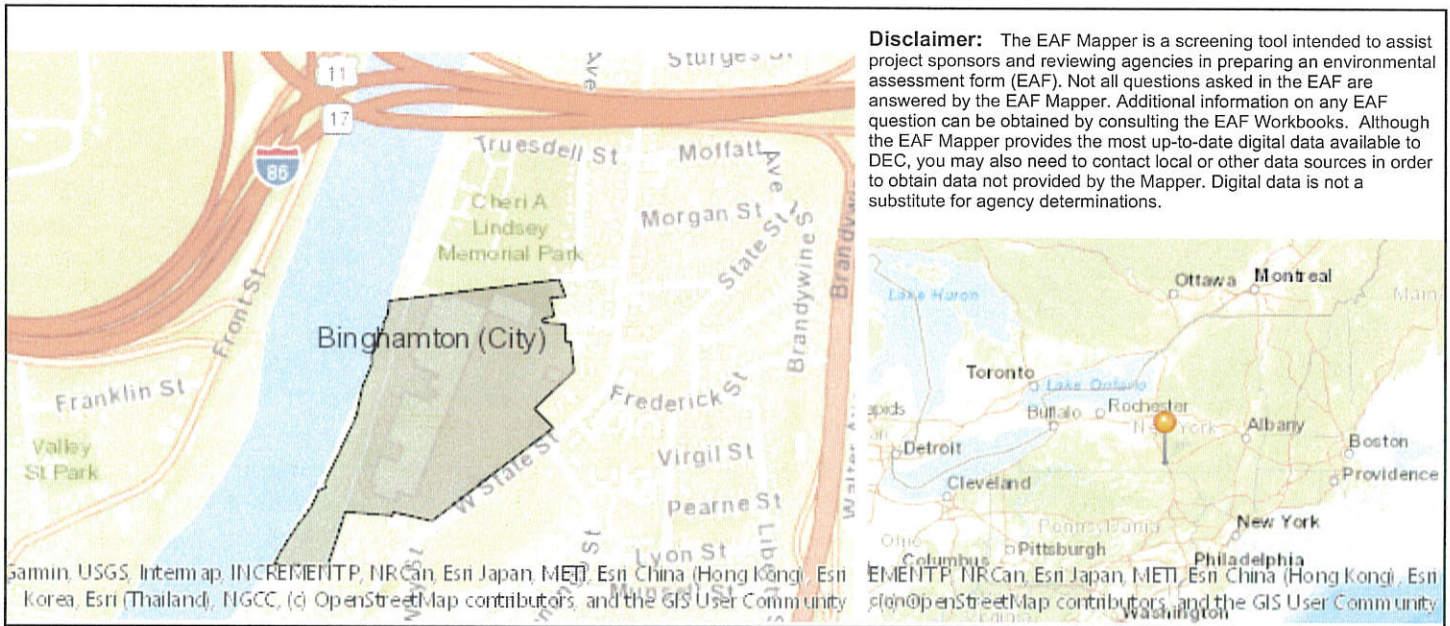 Disclaimer: The EAF Mapper is a screening tool intended to assist
project sponsors and reviewing agencies in preparing an environmental
assessment form (EAF). Not all questions asked in the EAF are
answered by the EAF Mapper. Additional information on any EAF
question can be obtained by consulting the EAF Workbooks. Although
the EAF Mapper provides the most up-to-date digital data available to
DEC, you may also need to contact local or other data sources in order
to obtain data not provided by the Mapper. Digital data is not a
substitute for agency determinations.
Sturges
Ave
11
17
86
Truesdell St
Moffatt
Ave
Cheri A
Lindsey
Memorial Park
Morgan St
State St
Brandywine S
Brandyw
Front St
Binghamton (City)
Franklin St
Frederick St
Valley
St Park
W State St
Virgil St
Pearne St
Lyon St
Garmin, USGS, Intermap, INCREMENT P, NRCan, Esri Japan, METI, Esri China (Hong Kong), Esri
Korea, Esri (Thailand), NGCC, (c) OpenStreetMap contributors, and the GIS User Community
Ottawa
Montreal
Lake Huron
Toronto
Lake Ontario
Buffalo
Rochester
New York
Albany
Detroit
Boston
Providence
Cleveland
Pennsylvania
New York
Ohio
Columbus
Pittsburgh
Philadelphia
EMENT P, NRCan, Esri Japan, METI, Esri China (Hong Kong), Esri
(c) OpenStreetMap contributors, and the GIS User Community
Washington